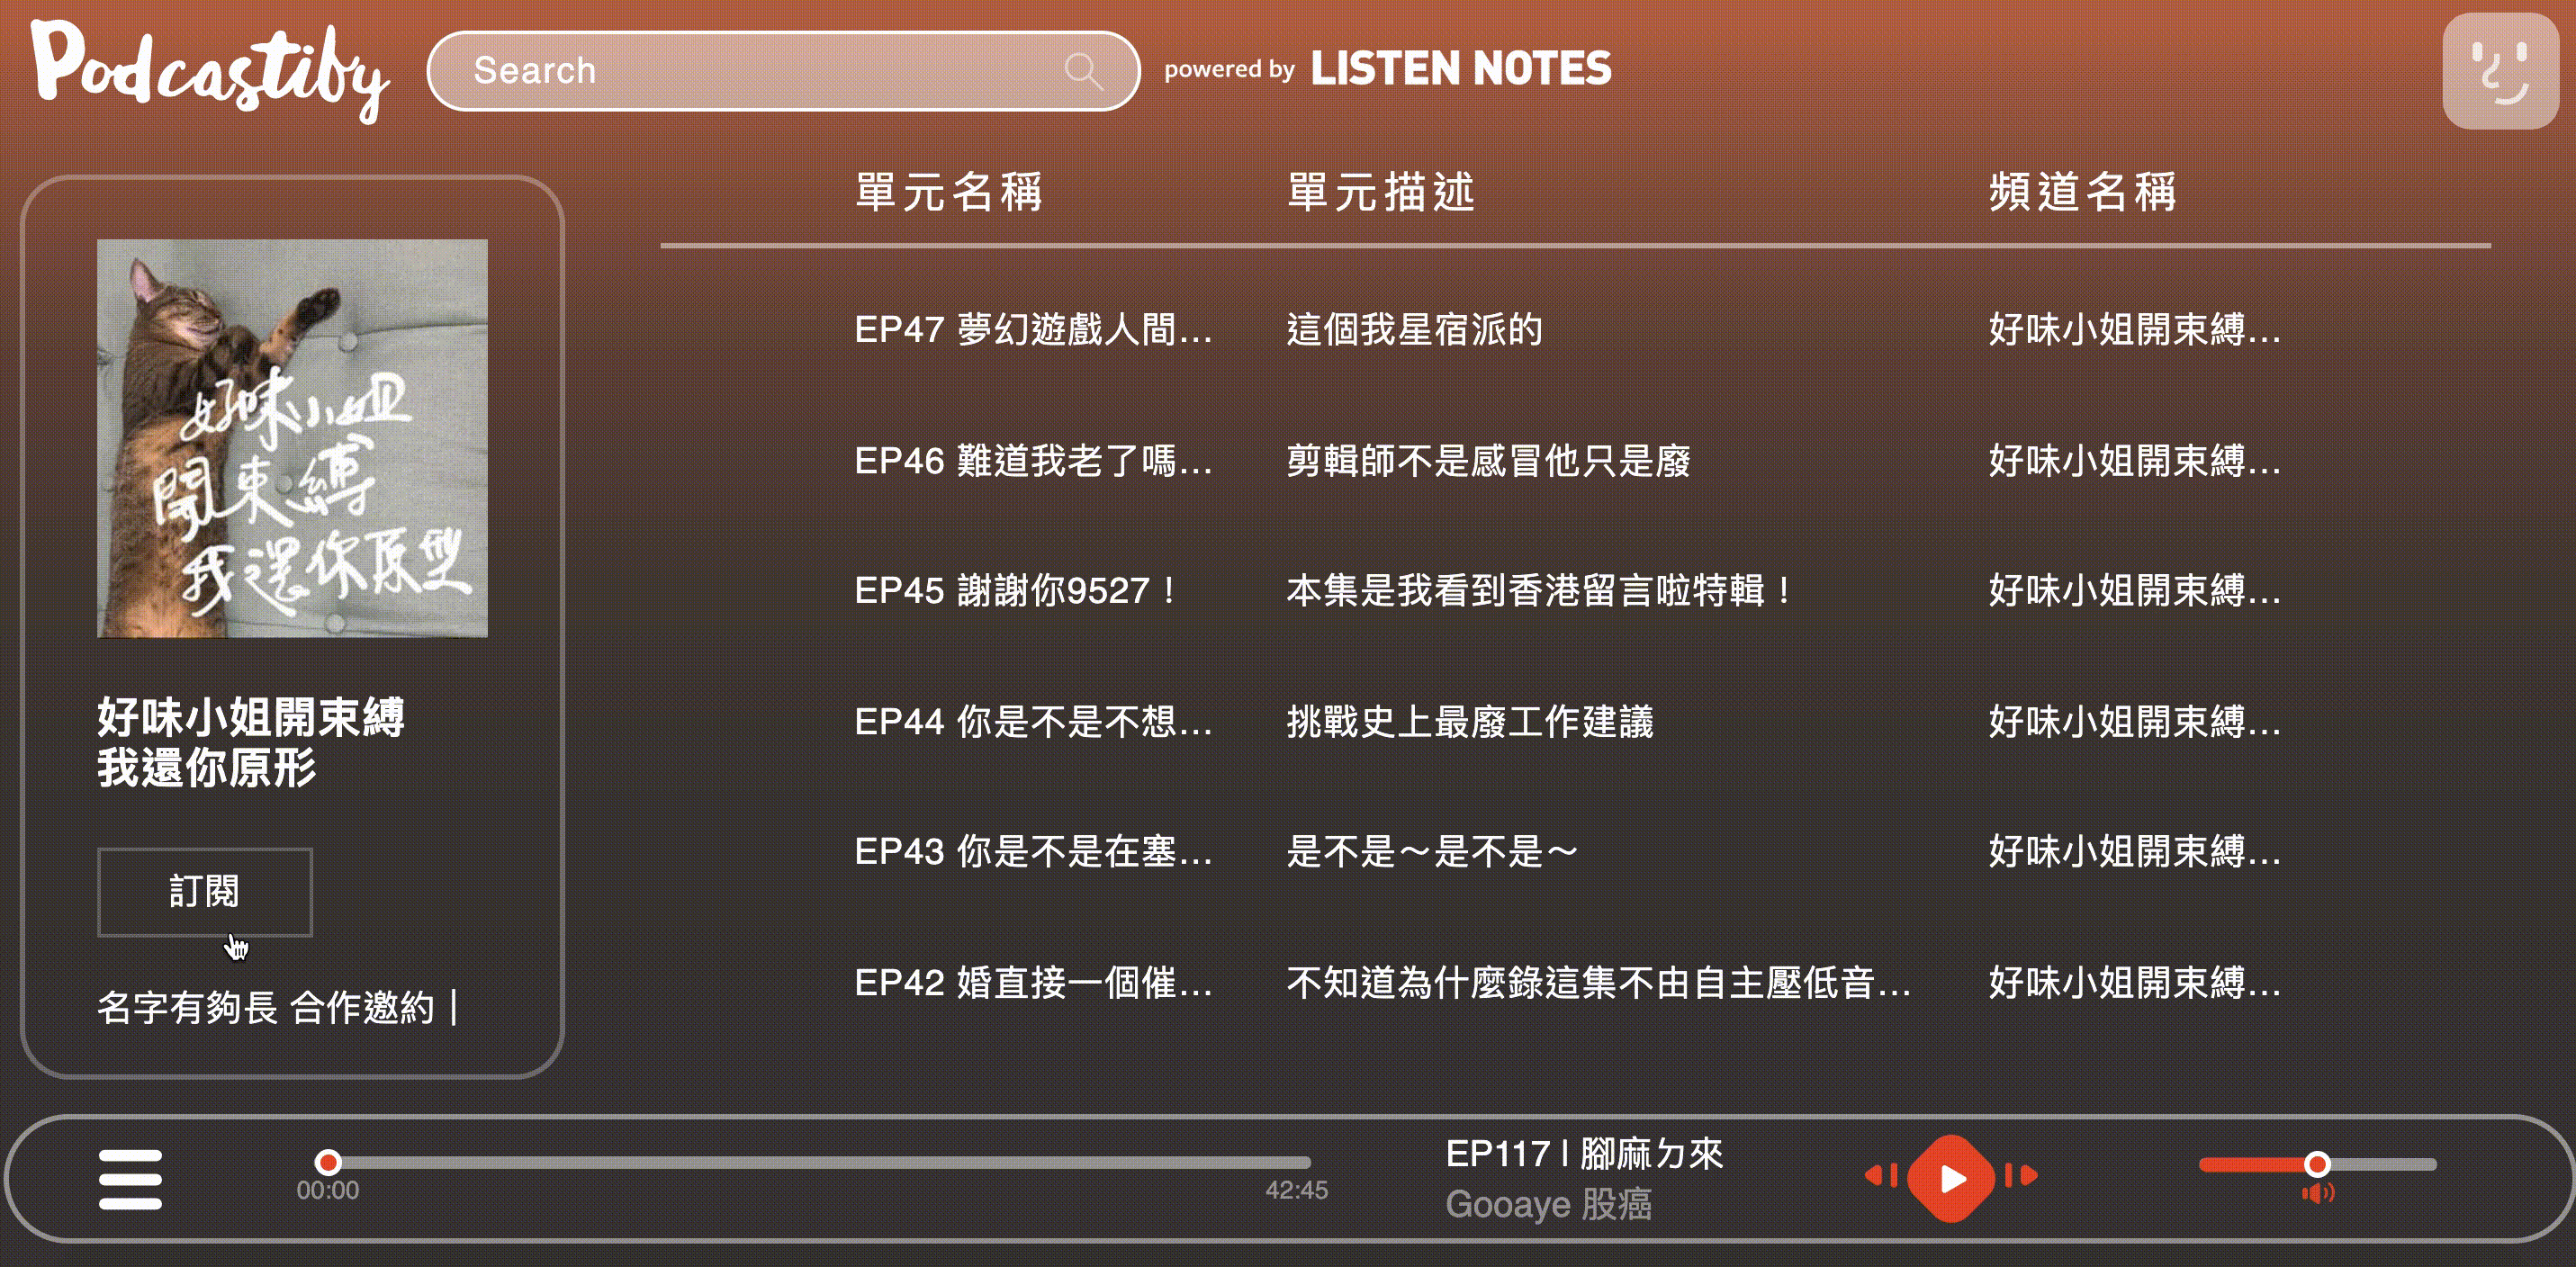 Podcastify
Search
powered by LISTEN NOTES
單元名稱 單元描述 頻道名稱
好味小姐
開束縛
我還你原型
好味小姐開束縛
我還你原形
訂閱
名字有夠長 合作邀約｜
EP47 夢幻遊戲人間... 這個我星宿派的 好味小姐開束縛...
EP46 難道我老了嗎... 剪輯師不是感冒他只是廢 好味小姐開束縛...
EP45 謝謝你9527！ 本集是我看到香港留言啦特輯！ 好味小姐開束縛...
EP44 你是不是不想... 挑戰史上最廢工作建議 好味小姐開束縛...
EP43 你是不是在塞... 是不是～是不是～ 好味小姐開束縛...
EP42 婚直接一個催... 不知道為什麼錄這集不由自主壓低音... 好味小姐開束縛...
00:00 42:45
EP117 | 腳麻ㄉ來
Gooaye 股癌